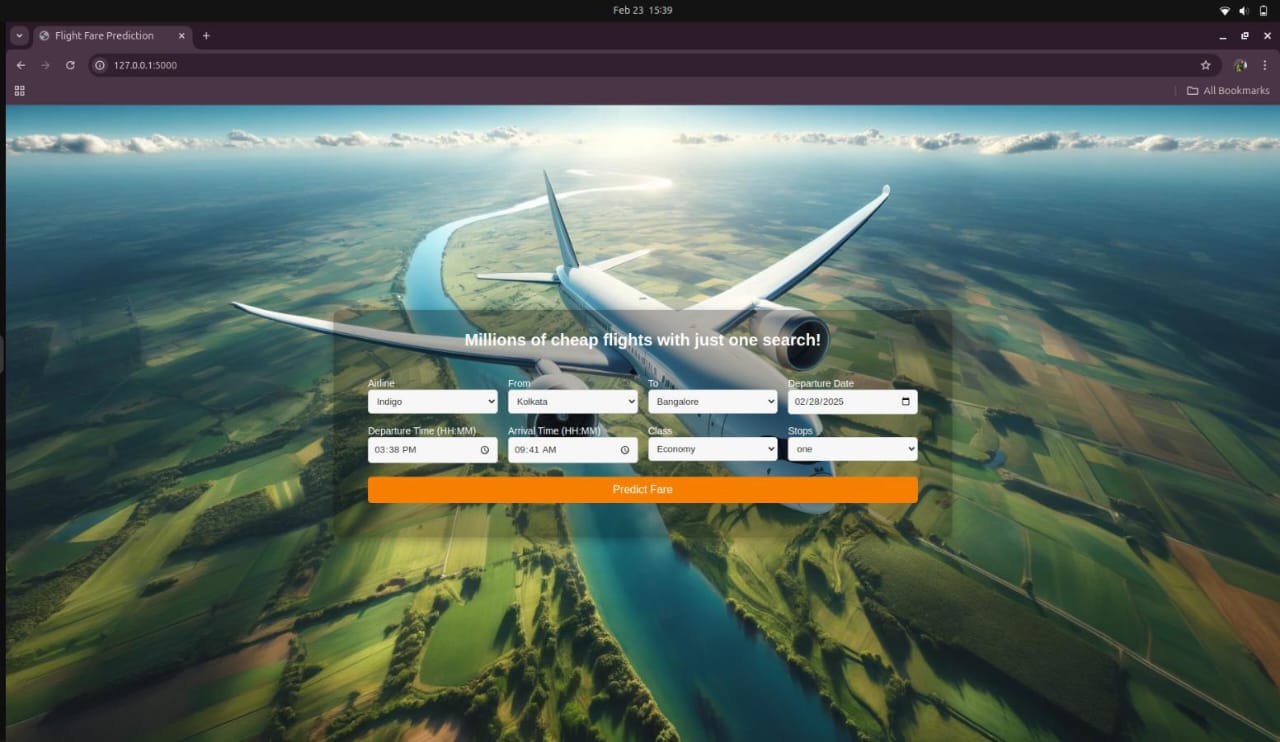 Feb 23 15:39
Flight Fare Prediction
127.0.0.1:5000
All Bookmarks
Millions of cheap flights with just one search!
Airline From To Departure Date
Indigo Kolkata Bangalore 02/28/2025
Departure Time (HH:MM) Arrival Time (HH:MM) Class Stops
03:38 PM 09:41 AM Economy one
Predict Fare